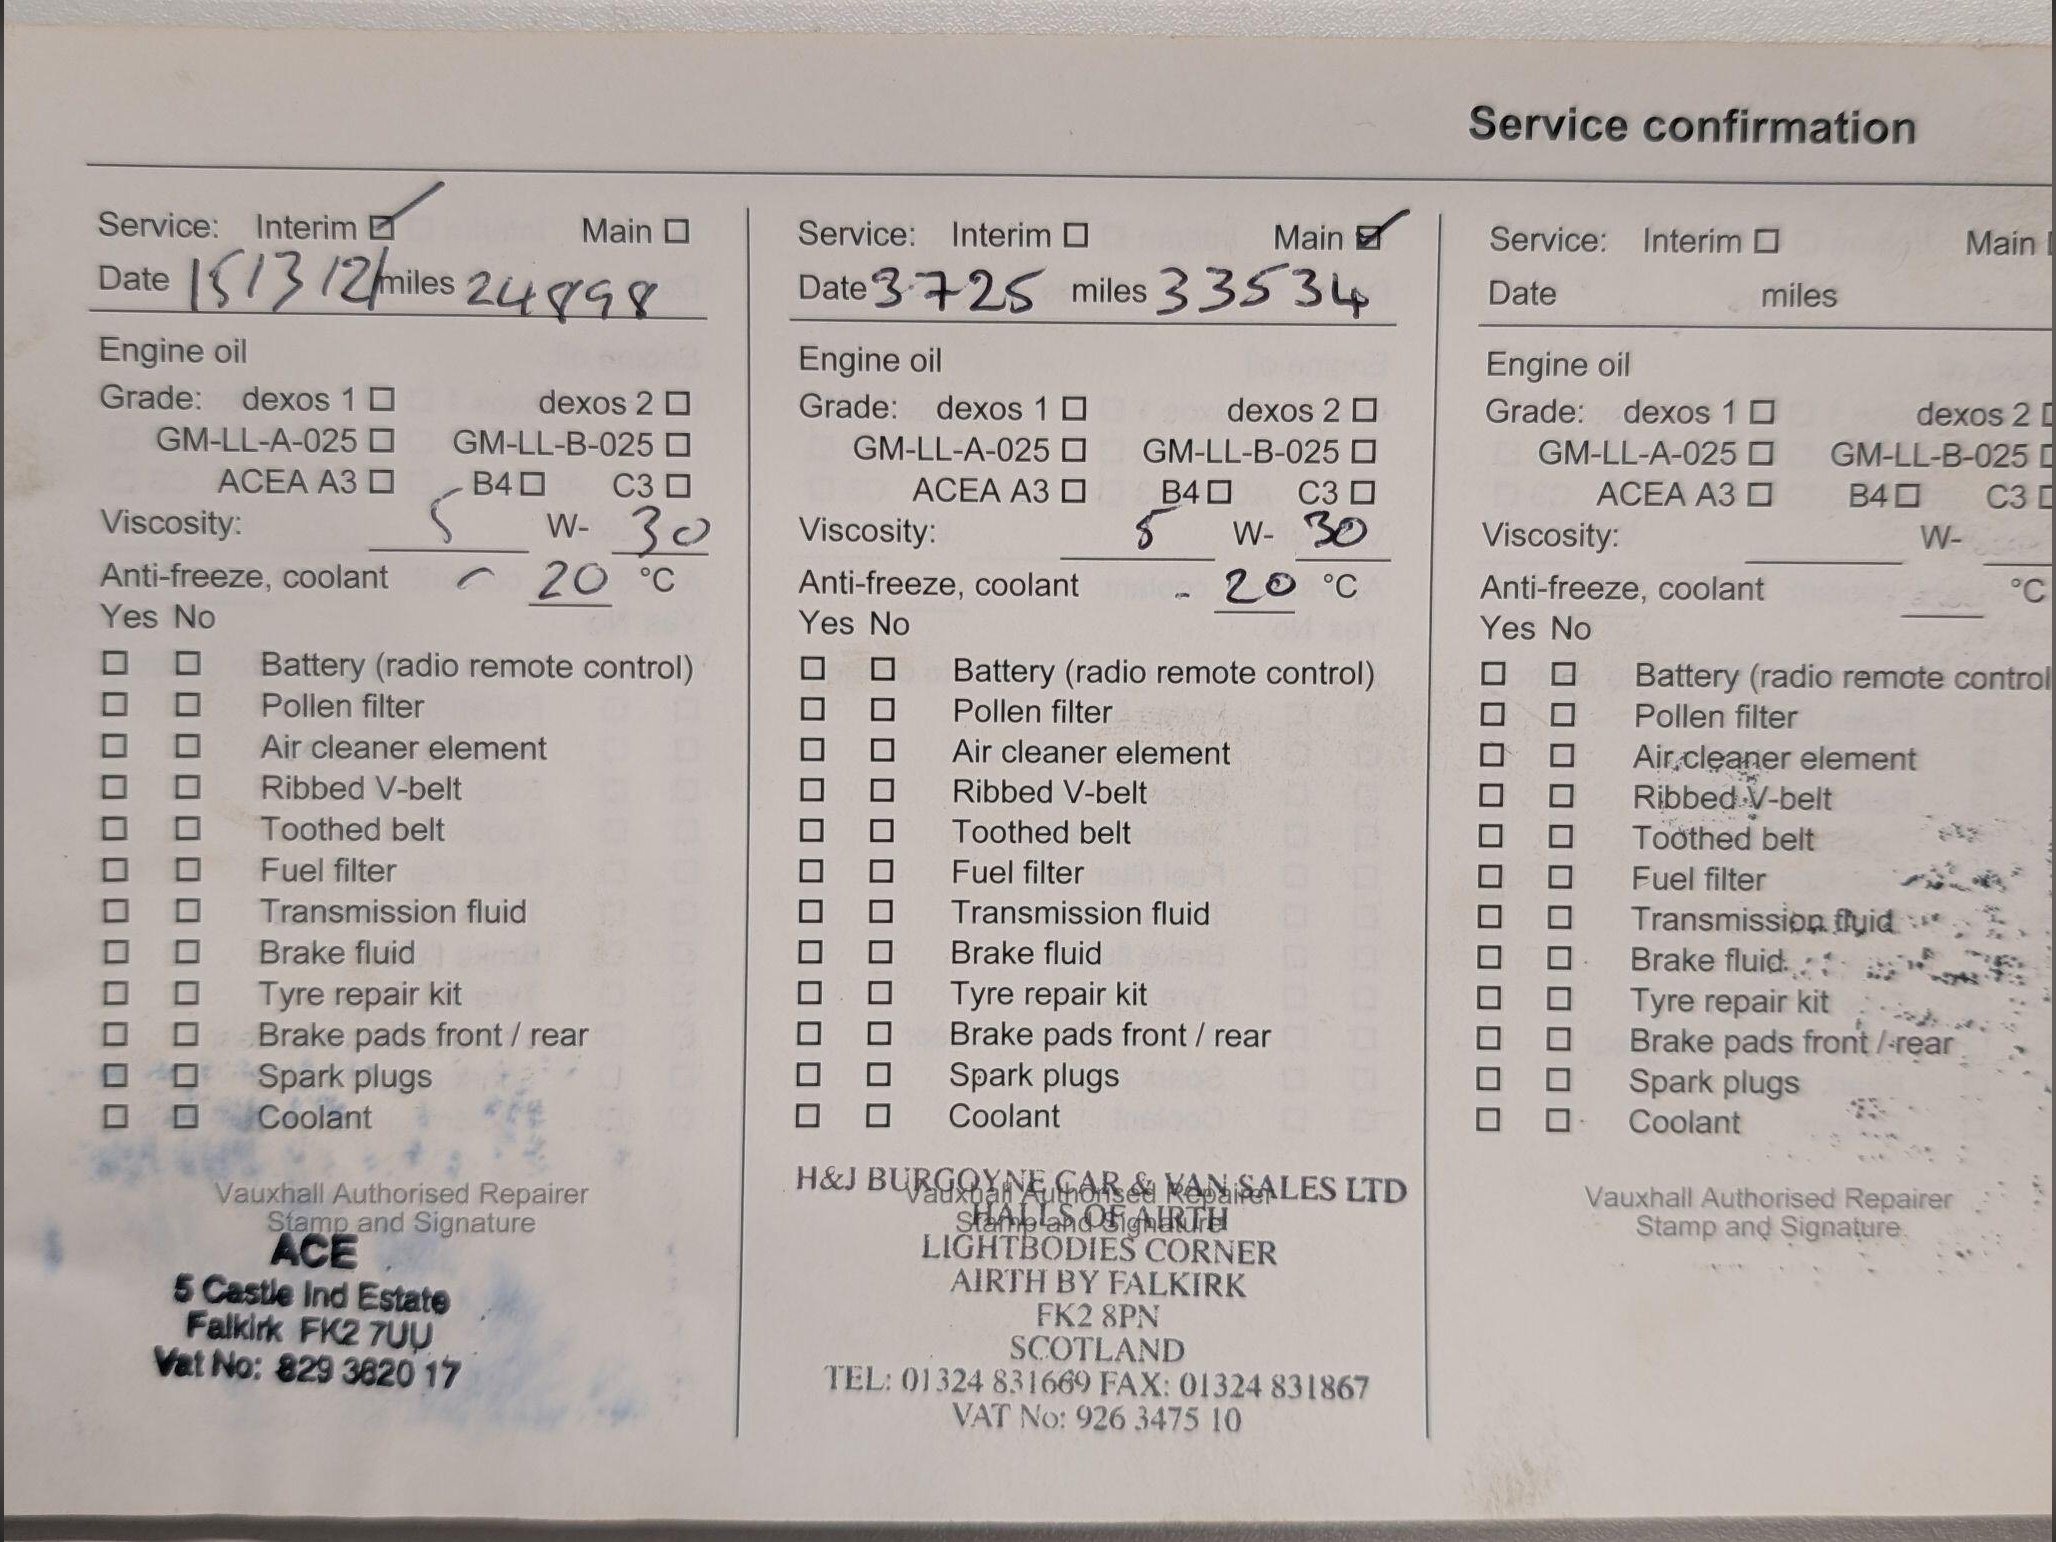 Service confirmation
Service: Interim Main
Date 15/3/21 miles 24898
Engine oil
Grade: dexos 1 dexos 2
GM-LL-A-025 GM-LL-B-025
ACEA A3 B4 C3
Viscosity: 5 W- 30
Anti-freeze, coolant - 20 °C
Yes No
Battery (radio remote control)
Pollen filter
Air cleaner element
Ribbed V-belt
Toothed belt
Fuel filter
Transmission fluid
Brake fluid
Tyre repair kit
Brake pads front / rear
Spark plugs
Coolant
Vauxhall Authorised Repairer
Stamp and Signature
ACE
5 Castle Ind Estate
Falkirk FK2 7UU
Vat No: 829 3620 17
Service: Interim Main
Date 3·725 miles 33534
Engine oil
Grade: dexos 1 dexos 2
GM-LL-A-025 GM-LL-B-025
ACEA A3 B4 C3
Viscosity: 5 W- 30
Anti-freeze, coolant - 20 °C
Yes No
Battery (radio remote control)
Pollen filter
Air cleaner element
Ribbed V-belt
Toothed belt
Fuel filter
Transmission fluid
Brake fluid
Tyre repair kit
Brake pads front / rear
Spark plugs
Coolant
H&J BURGOYNE CAR & VAN SALES LTD
Vauxhall Authorised Repairer
HALLS OF AIRTH
Stamp and Signature
LIGHTBODIES CORNER
AIRTH BY FALKIRK
FK2 8PN
SCOTLAND
TEL: 01324 831669 FAX: 01324 831867
VAT No: 926 3475 10
Service: Interim Main
Date miles
Engine oil
Grade: dexos 1 dexos 2
GM-LL-A-025 GM-LL-B-025
ACEA A3 B4 C3
Viscosity: W-
Anti-freeze, coolant °C
Yes No
Battery (radio remote control
Pollen filter
Air cleaner element
Ribbed V-belt
Toothed belt
Fuel filter
Transmission fluid
Brake fluid
Tyre repair kit
Brake pads front / rear
Spark plugs
Coolant
Vauxhall Authorised Repairer
Stamp and Signature